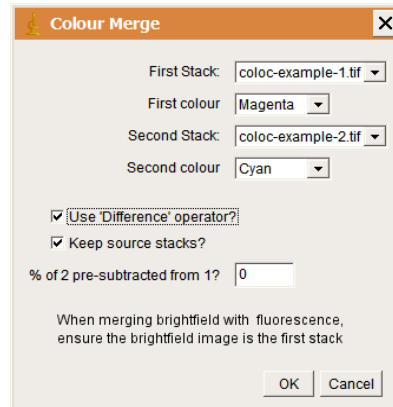 Colour Merge
First Stack: coloc-example-1.tif
First colour Magenta
Second Stack: coloc-example-2.tif
Second colour Cyan
Use 'Difference' operator?
Keep source stacks?
% of 2 pre-subtracted from 1? 0
When merging brightfield with fluorescence,
ensure the brightfield image is the first stack
OK Cancel